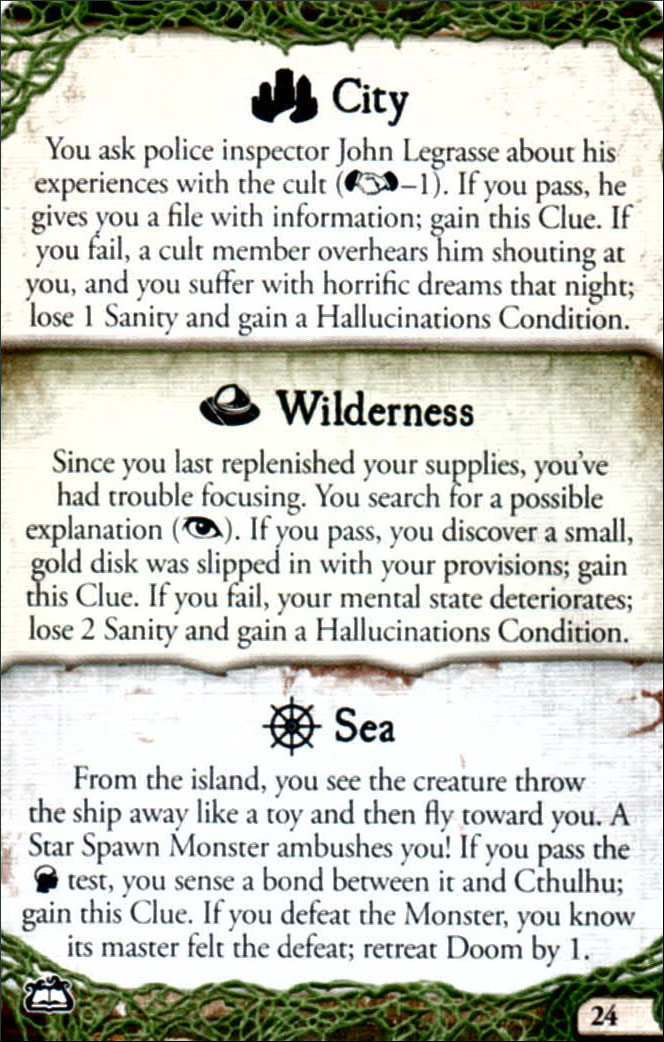 City
You ask police inspector John Legrasse about his
experiences with the cult (–1). If you pass, he
gives you a file with information; gain this Clue. If
you fail, a cult member overhears him shouting at
you, and you suffer with horrific dreams that night;
lose 1 Sanity and gain a Hallucinations Condition.
Wilderness
Since you last replenished your supplies, you've
had trouble focusing. You search for a possible
explanation (). If you pass, you discover a small,
gold disk was slipped in with your provisions; gain
this Clue. If you fail, your mental state deteriorates;
lose 2 Sanity and gain a Hallucinations Condition.
Sea
From the island, you see the creature throw
the ship away like a toy and then fly toward you. A
Star Spawn Monster ambushes you! If you pass the
test, you sense a bond between it and Cthulhu;
gain this Clue. If you defeat the Monster, you know
its master felt the defeat; retreat Doom by 1.
24